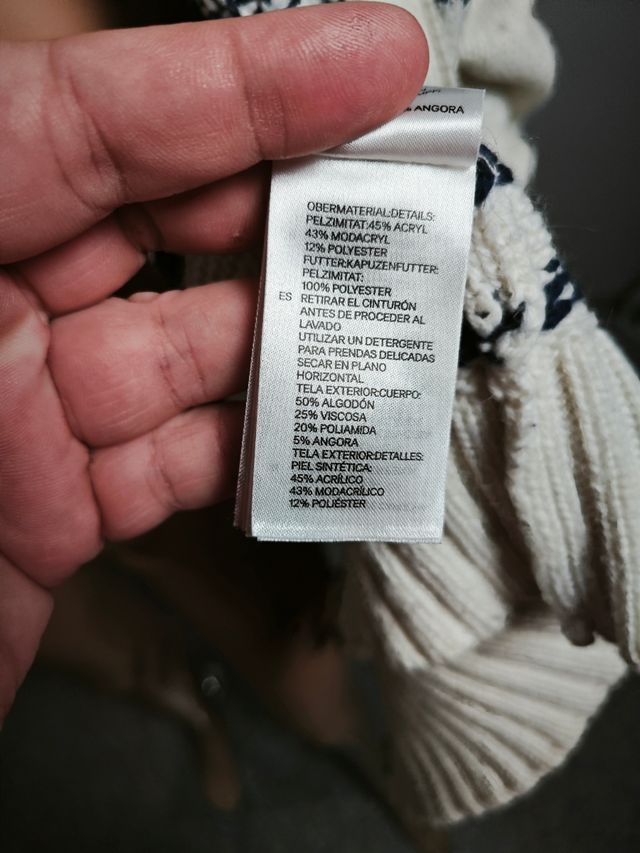 ANGORA
OBERMATERIAL:DETAILS:
PELZIMITAT:45% ACRYL
43% MODACRYL
12% POLYESTER
FUTTER:KAPUZENFUTTER:
PELZIMITAT:
100% POLYESTER
ES RETIRAR EL CINTURÓN
ANTES DE PROCEDER AL
LAVADO
UTILIZAR UN DETERGENTE
PARA PRENDAS DELICADAS
SECAR EN PLANO
HORIZONTAL
TELA EXTERIOR:CUERPO:
50% ALGODÓN
25% VISCOSA
20% POLIAMIDA
5% ANGORA
TELA EXTERIOR:DETALLES:
PIEL SINTÉTICA:
45% ACRÍLICO
43% MODACRÍLICO
12% POLIÉSTER